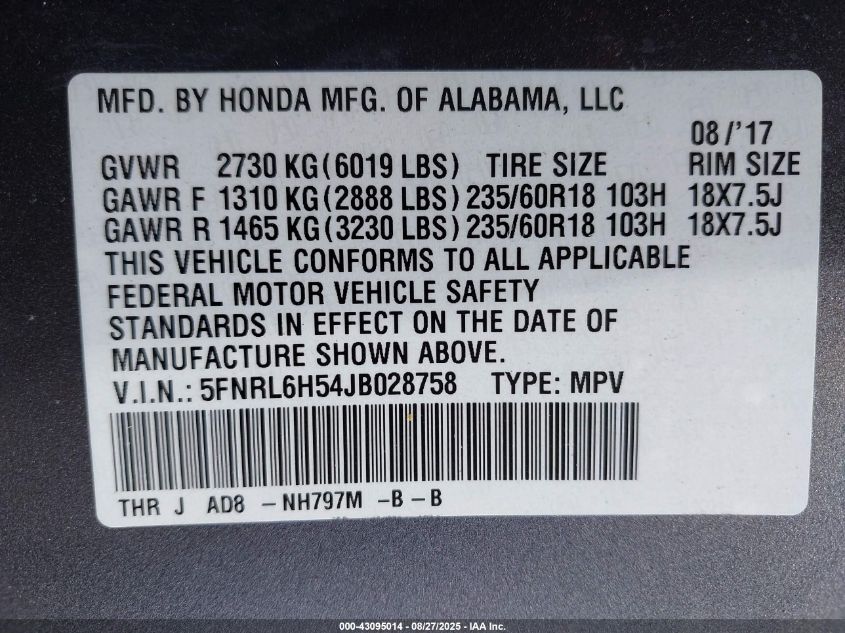 MFD. BY HONDA MFG. OF ALABAMA, LLC
08/'17
GVWR 2730 KG(6019 LBS) TIRE SIZE RIM SIZE
GAWR F 1310 KG(2888 LBS) 235/60R18 103H 18X7.5J
GAWR R 1465 KG(3230 LBS) 235/60R18 103H 18X7.5J
THIS VEHICLE CONFORMS TO ALL APPLICABLE
FEDERAL MOTOR VEHICLE SAFETY
STANDARDS IN EFFECT ON THE DATE OF
MANUFACTURE SHOWN ABOVE.
V.I.N.: 5FNRL6H54JB028758 TYPE: MPV
THR J AD8 -NH797M -B-B
000-43095014 - 08/27/2025 - IAA Inc.